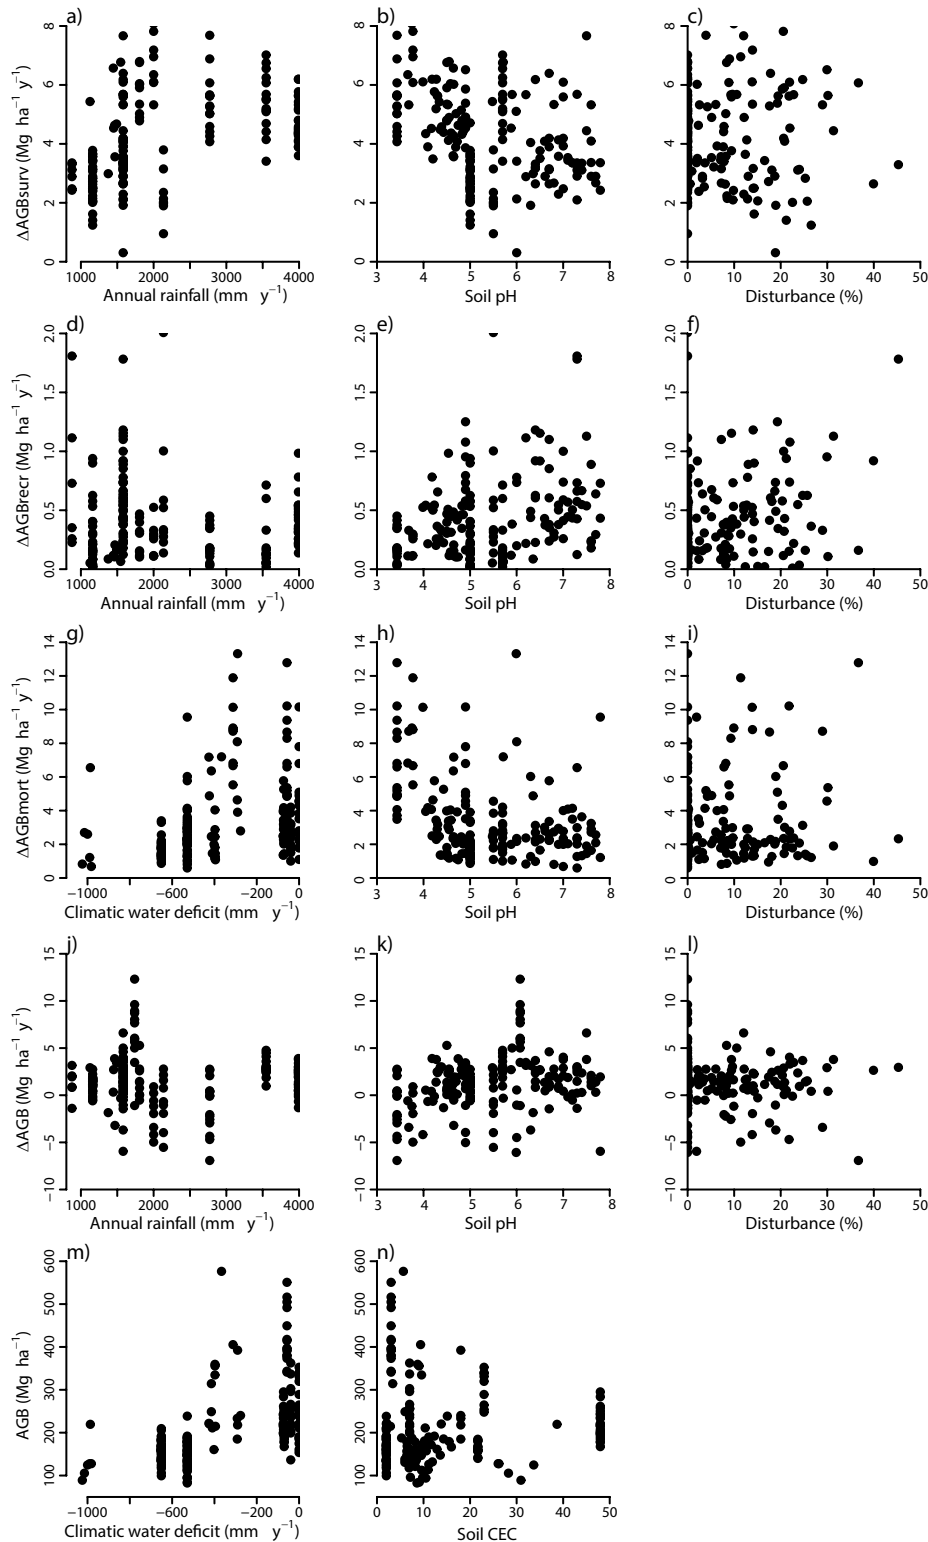 a) b) c)
ΔAGBsurv (Mg ha−1 y−1)
0 2 4 6 8
1000 2000 3000 4000
Annual rainfall (mm y−1)
0 2 4 6 8
3 4 5 6 7 8
Soil pH
0 2 4 6 8
0 10 20 30 40 50
Disturbance (%)
d) e) f)
ΔAGBrecr (Mg ha−1 y−1)
0.0 0.5 1.0 1.5 2.0
1000 2000 3000 4000
Annual rainfall (mm y−1)
0.0 0.5 1.0 1.5 2.0
3 4 5 6 7 8
Soil pH
0.0 0.5 1.0 1.5 2.0
0 10 20 30 40 50
Disturbance (%)
g) h) i)
ΔAGBmort (Mg ha−1 y−1)
0 2 4 6 8 10 12 14
−1000 −600 −200 0
Climatic water deficit (mm y−1)
0 2 4 6 8 10 12 14
3 4 5 6 7 8
Soil pH
0 2 4 6 8 10 12 14
0 10 20 30 40 50
Disturbance (%)
j) k) l)
ΔAGB (Mg ha−1 y−1)
−10 −5 0 5 10 15
1000 2000 3000 4000
Annual rainfall (mm y−1)
−10 −5 0 5 10 15
3 4 5 6 7 8
Soil pH
−10 −5 0 5 10 15
0 10 20 30 40 50
Disturbance (%)
m) n)
AGB (Mg ha−1)
100 200 300 400 500 600
−1000 −600 −200 0
Climatic water deficit (mm y−1)
100 200 300 400 500 600
0 10 20 30 40 50
Soil CEC